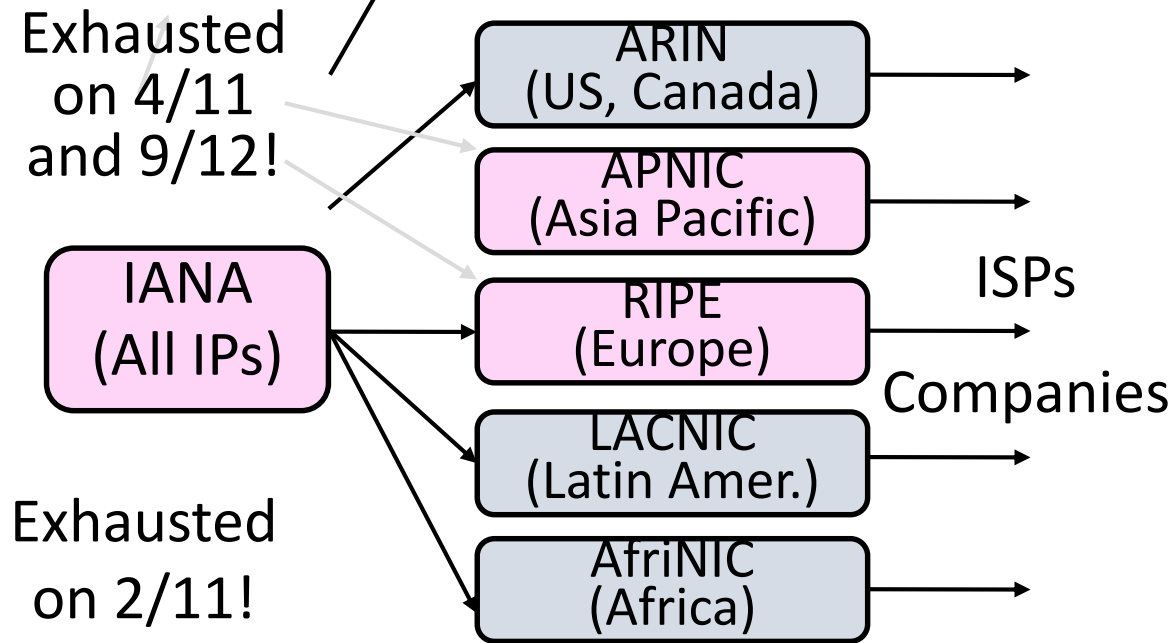 Exhausted
on 4/11
and 9/12!
IANA
(All IPs)
Exhausted
on 2/11!
ARIN
(US, Canada)
APNIC
(Asia Pacific)
RIPE
(Europe)
LACNIC
(Latin Amer.)
AfriNIC
(Africa)
ISPs
Companies